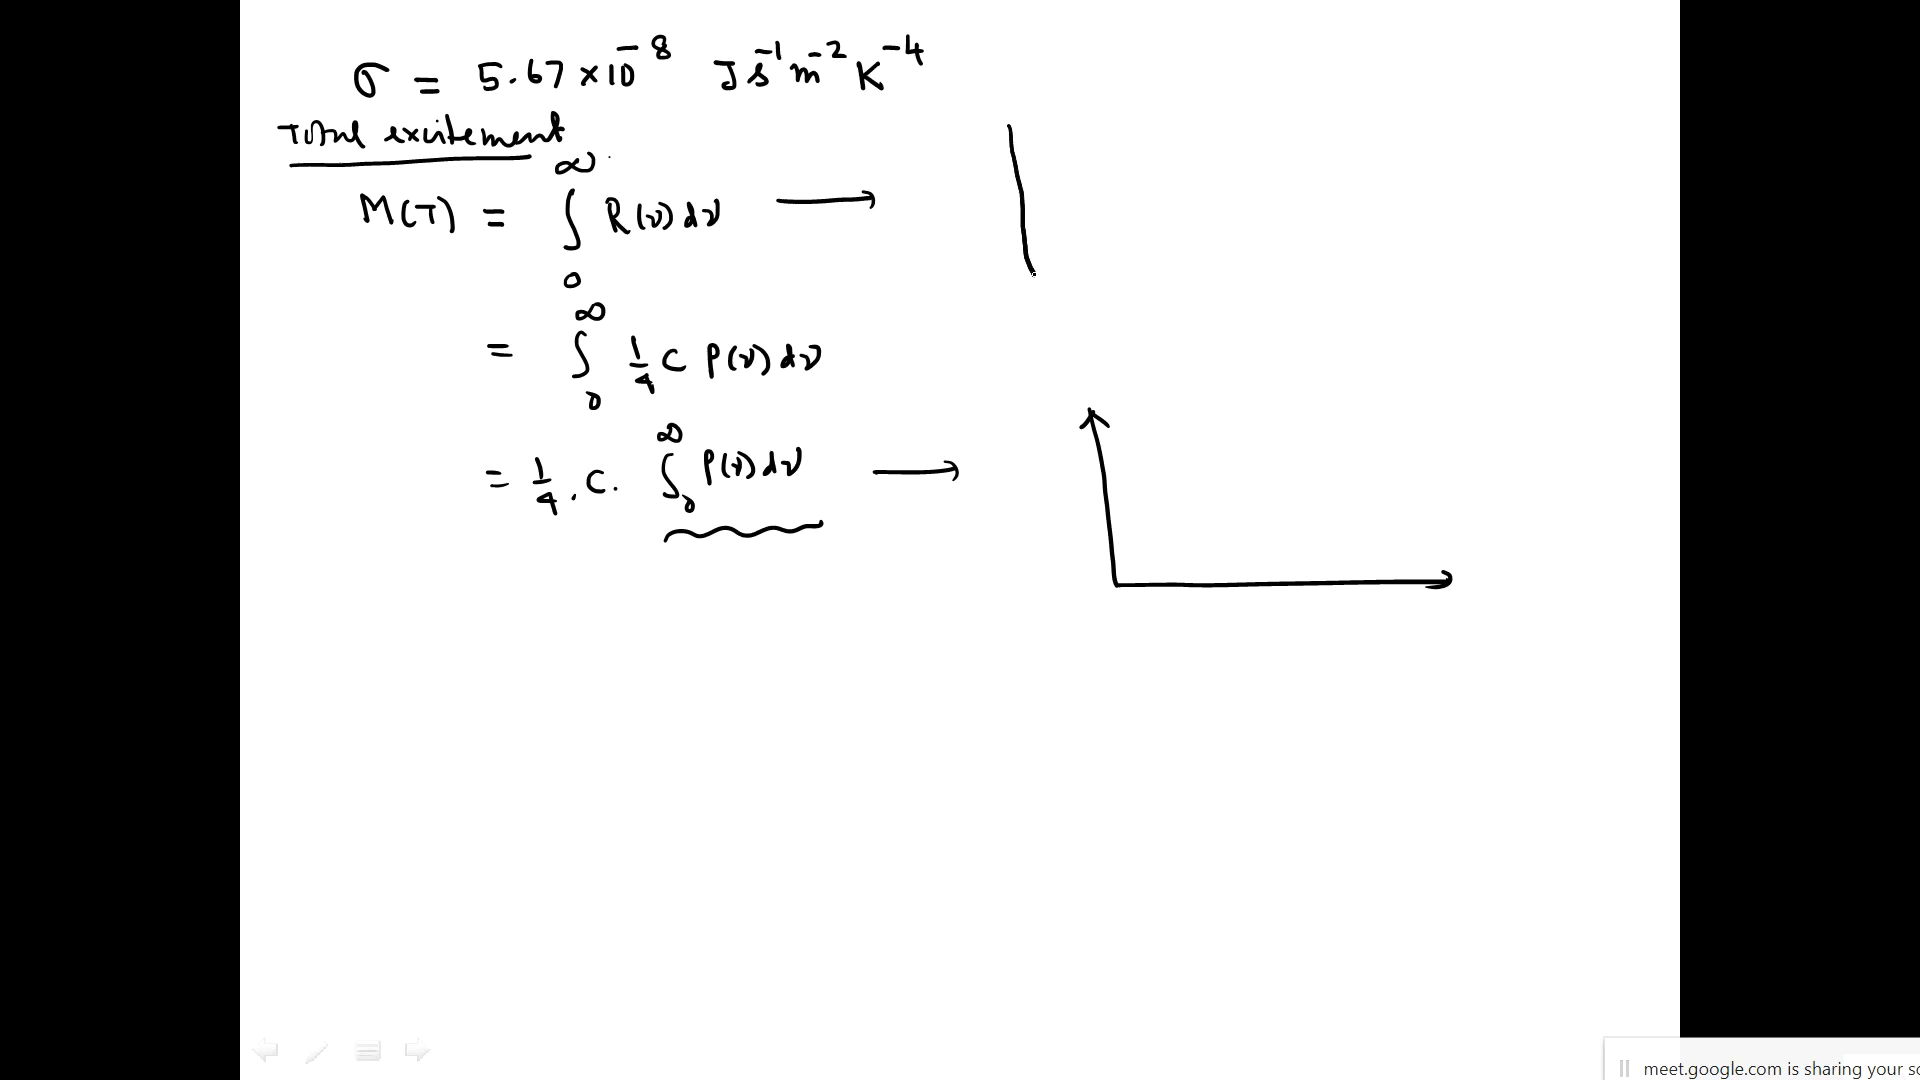 σ = 5.67 × 10⁻⁸ J s⁻¹ m⁻² K⁻⁴
Total excitement
M(T) = ∫₀^∞ R(ν) dν →
= ∫₀^∞ 1/4 c ρ(ν) dν
= 1/4 . c. ∫₀^∞ ρ(ν) dν →
meet.google.com is sharing your sc